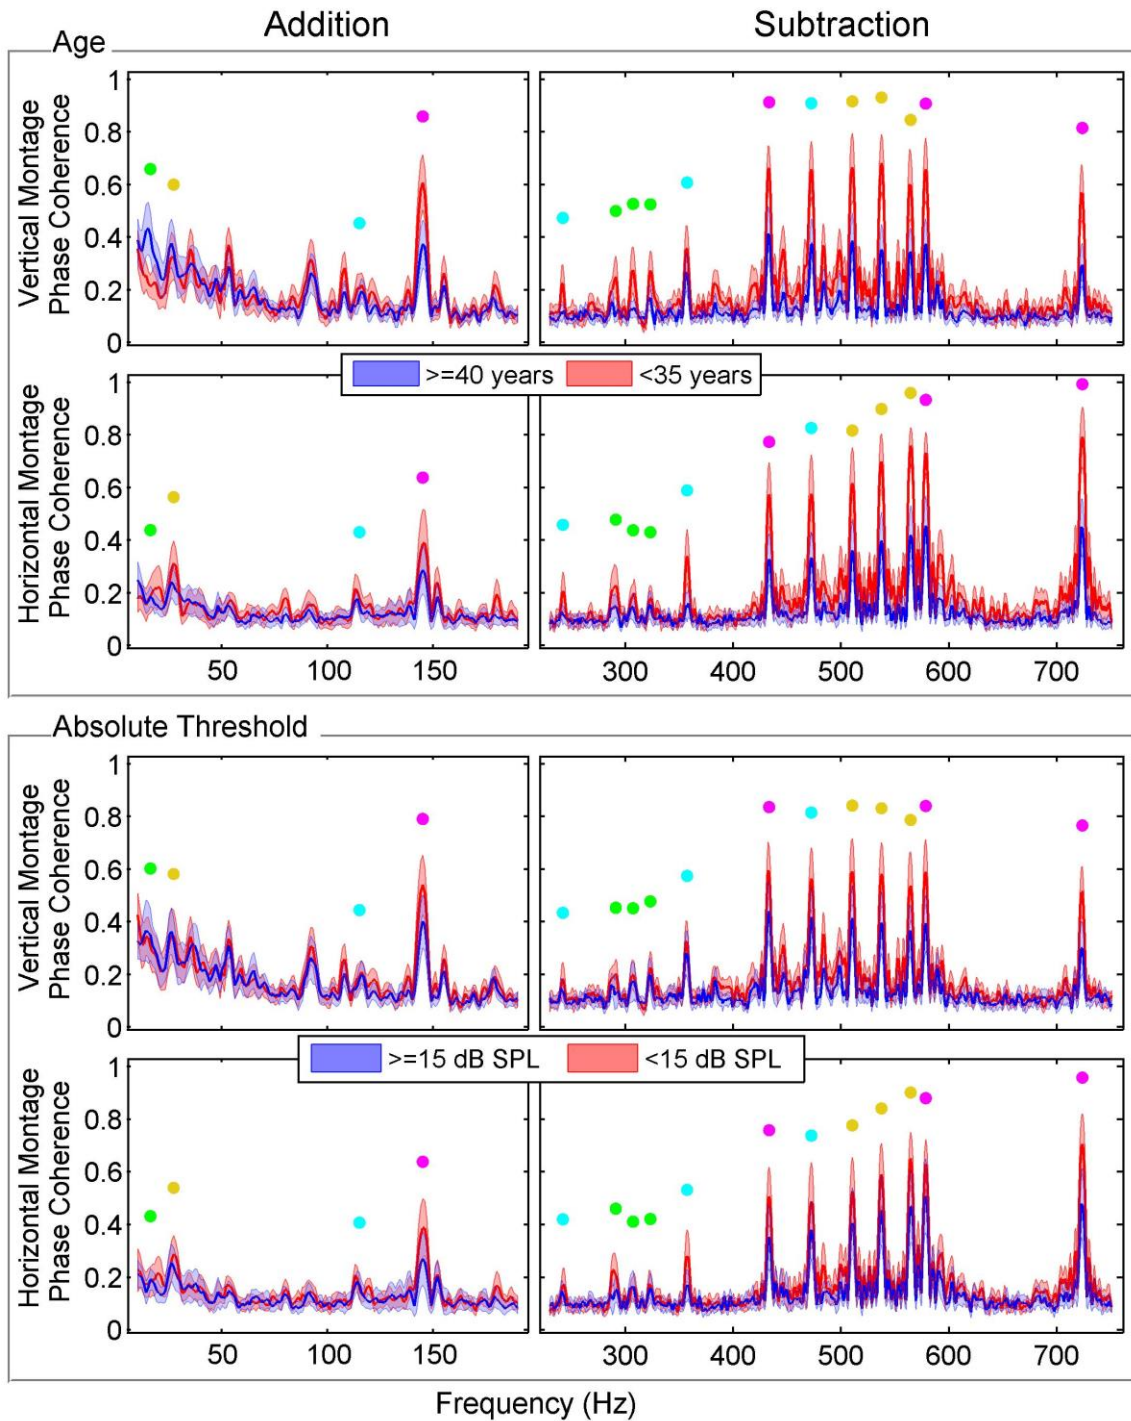 Addition Subtraction
Age
Vertical Montage
Phase Coherence
1
0.8
0.6
0.4
0.2
0
>=40 years <35 years
Horizontal Montage
Phase Coherence
1
0.8
0.6
0.4
0.2
0
50 100 150 300 400 500 600 700
Absolute Threshold
Vertical Montage
Phase Coherence
1
0.8
0.6
0.4
0.2
0
>=15 dB SPL <15 dB SPL
Horizontal Montage
Phase Coherence
1
0.8
0.6
0.4
0.2
0
50 100 150 300 400 500 600 700
Frequency (Hz)